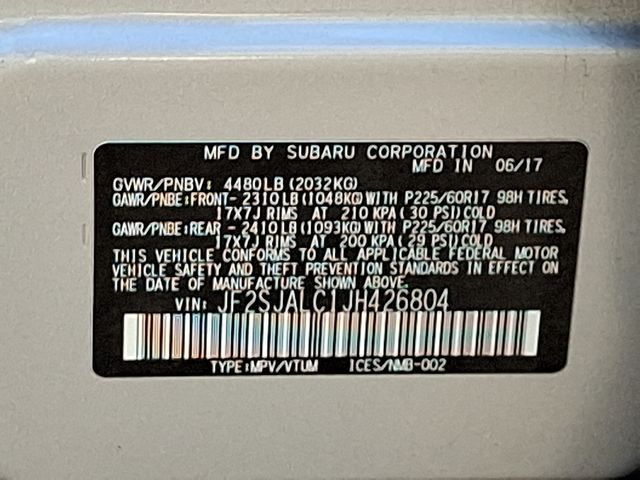 MFD BY SUBARU CORPORATION
MFD IN 06/17
GVWR/PNBV: 4480LB(2032KG)
GAWR/PNBE:FRONT-2310LB(1048KG)WITH P225/60R17 98H TIRES,
17X7J RIMS AT 210 KPA(30 PSI)COLD
GAWR/PNBE:REAR -2410LB(1093KG)WITH P225/60R17 98H TIRES,
17X7J RIMS AT 200 KPA(29 PSI)COLD
THIS VEHICLE CONFORMS TO ALL APPLICABLE FEDERAL MOTOR
VEHICLE SAFETY AND THEFT PREVENTION STANDARDS IN EFFECT ON
THE DATE OF MANUFACTURE SHOWN ABOVE.
VIN: JF2SJALC1JH426804
TYPE:MPV/VTUM ICES/NMB-002